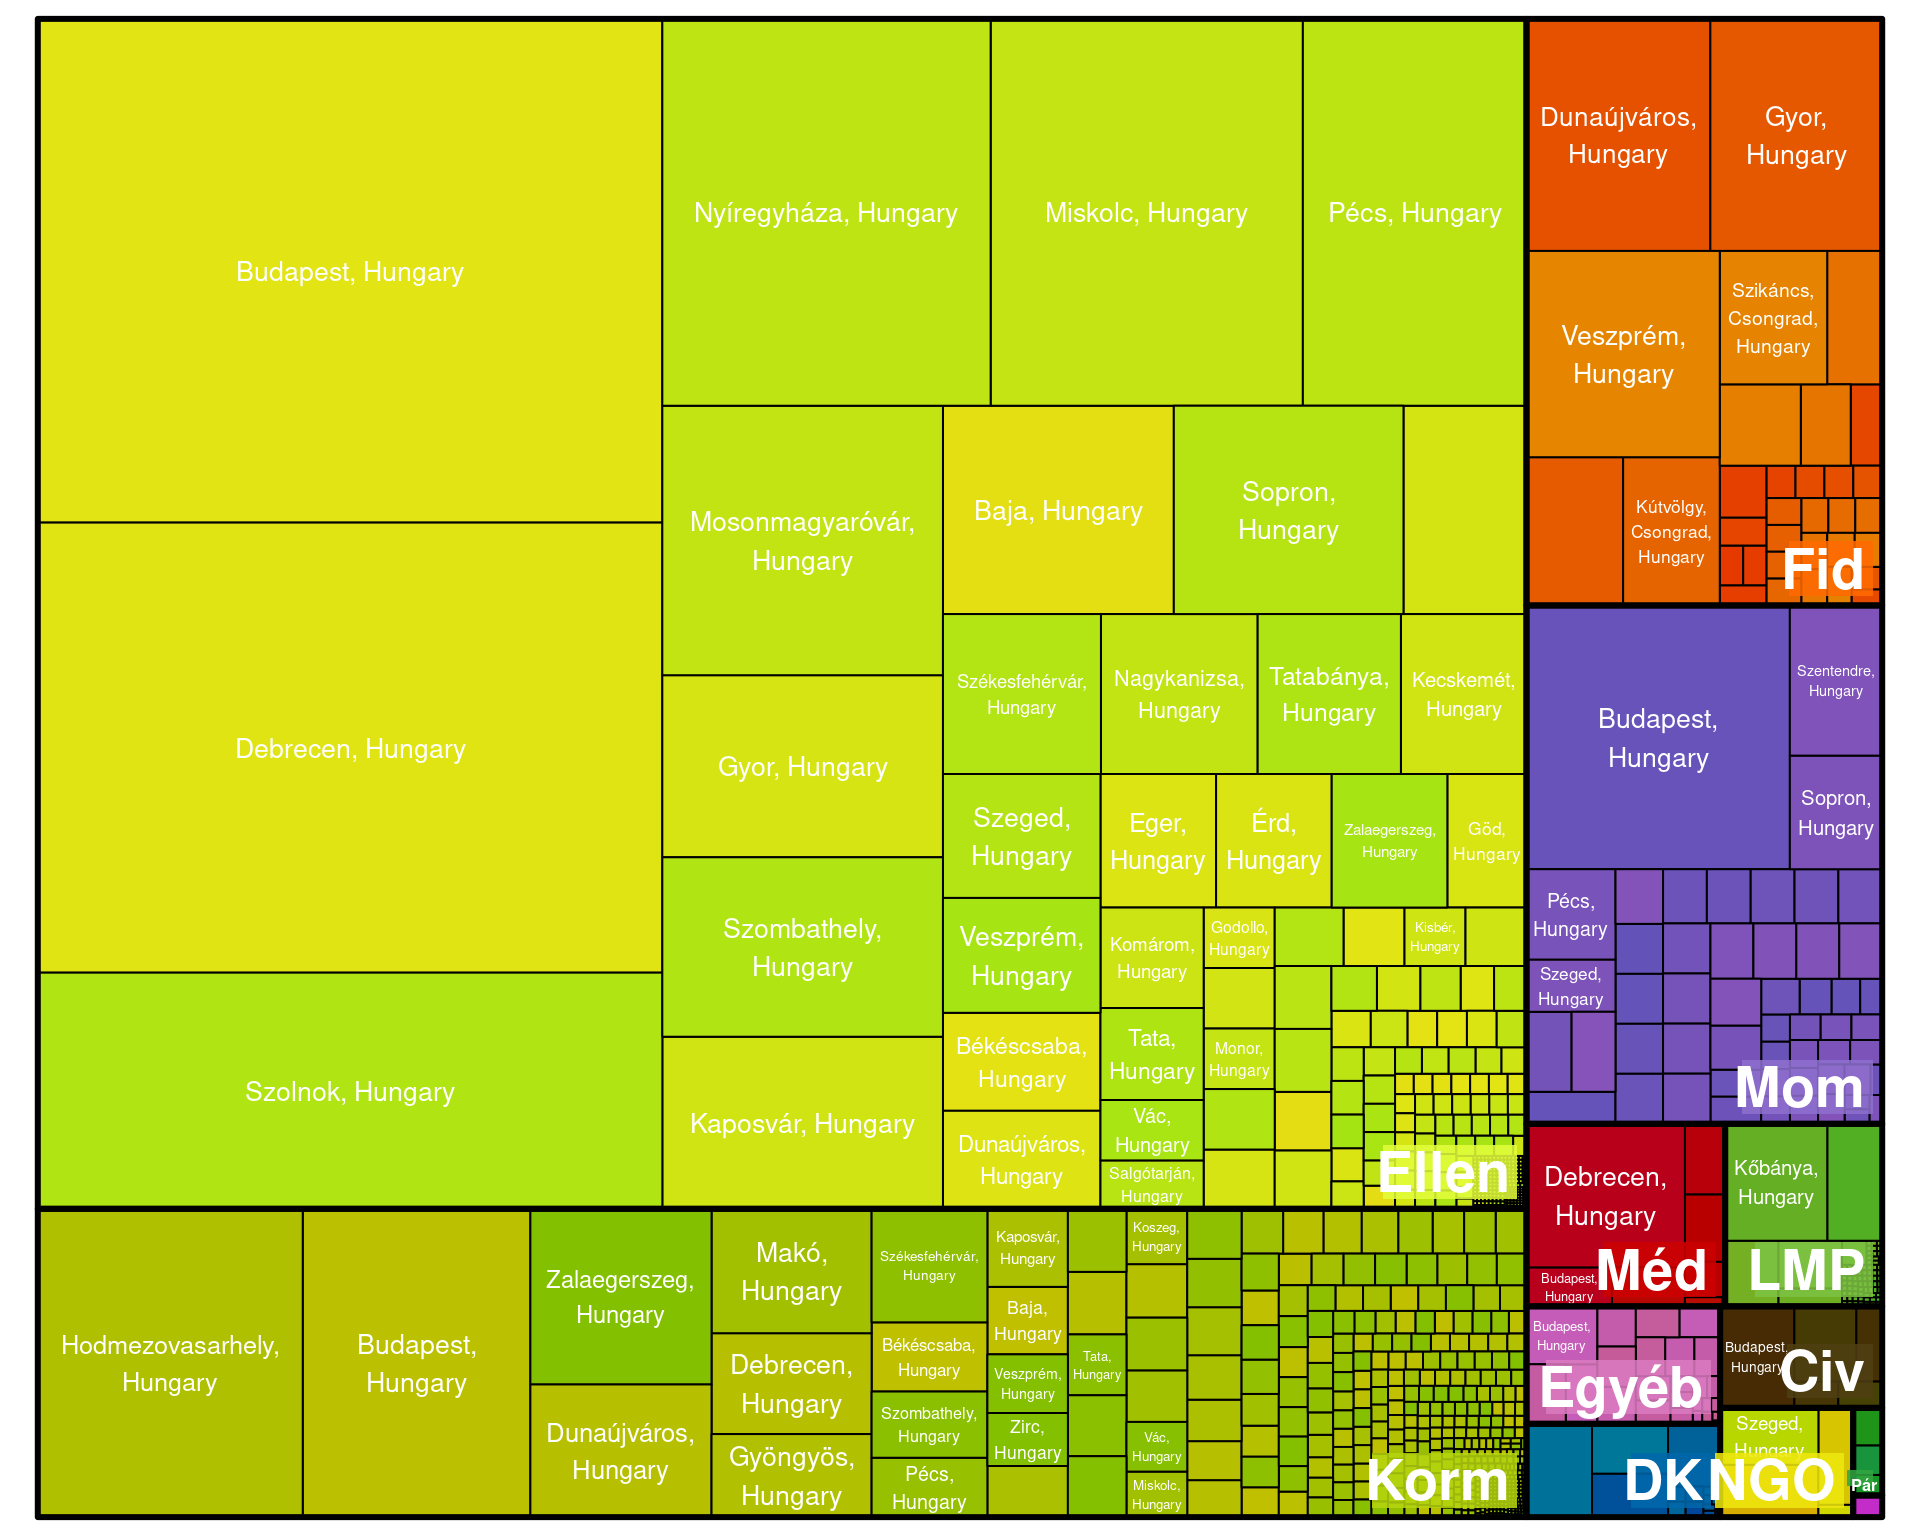 Budapest, Hungary
Debrecen, Hungary
Szolnok, Hungary
Nyíregyháza, Hungary
Miskolc, Hungary
Pécs, Hungary
Mosonmagyaróvár,
Hungary
Gyor, Hungary
Szombathely,
Hungary
Kaposvár, Hungary
Baja, Hungary
Sopron,
Hungary
Székesfehérvár,
Hungary
Nagykanizsa,
Hungary
Tatabánya,
Hungary
Kecskemét,
Hungary
Szeged,
Hungary
Veszprém,
Hungary
Békéscsaba,
Hungary
Dunaújváros,
Hungary
Eger,
Hungary
Érd,
Hungary
Zalaegerszeg,
Hungary
Göd,
Hungary
Komárom,
Hungary
Tata,
Hungary
Vác,
Hungary
Salgótarján,
Hungary
Godollo,
Hungary
Monor,
Hungary
Kisbér,
Hungary
Ellen
Hodmezovasarhely,
Hungary
Budapest,
Hungary
Zalaegerszeg,
Hungary
Dunaújváros,
Hungary
Makó,
Hungary
Debrecen,
Hungary
Gyöngyös,
Hungary
Székesfehérvár,
Hungary
Békéscsaba,
Hungary
Szombathely,
Hungary
Pécs,
Hungary
Kaposvár,
Hungary
Baja,
Hungary
Veszprém,
Hungary
Zirc,
Hungary
Tata,
Hungary
Koszeg,
Hungary
Vác,
Hungary
Miskolc,
Hungary
Korm
Dunaújváros,
Hungary
Gyor,
Hungary
Veszprém,
Hungary
Szikáncs,
Csongrad,
Hungary
Kútvölgy,
Csongrad,
Hungary
Fid
Budapest,
Hungary
Szentendre,
Hungary
Sopron,
Hungary
Pécs,
Hungary
Szeged,
Hungary
Mom
Debrecen,
Hungary
Budapest,
Hungary
Méd
Kőbánya,
Hungary
LMP
Budapest,
Hungary
Egyéb
Budapest,
Hungary
Civ
DK
Szeged,
Hungary
NGO
Pár